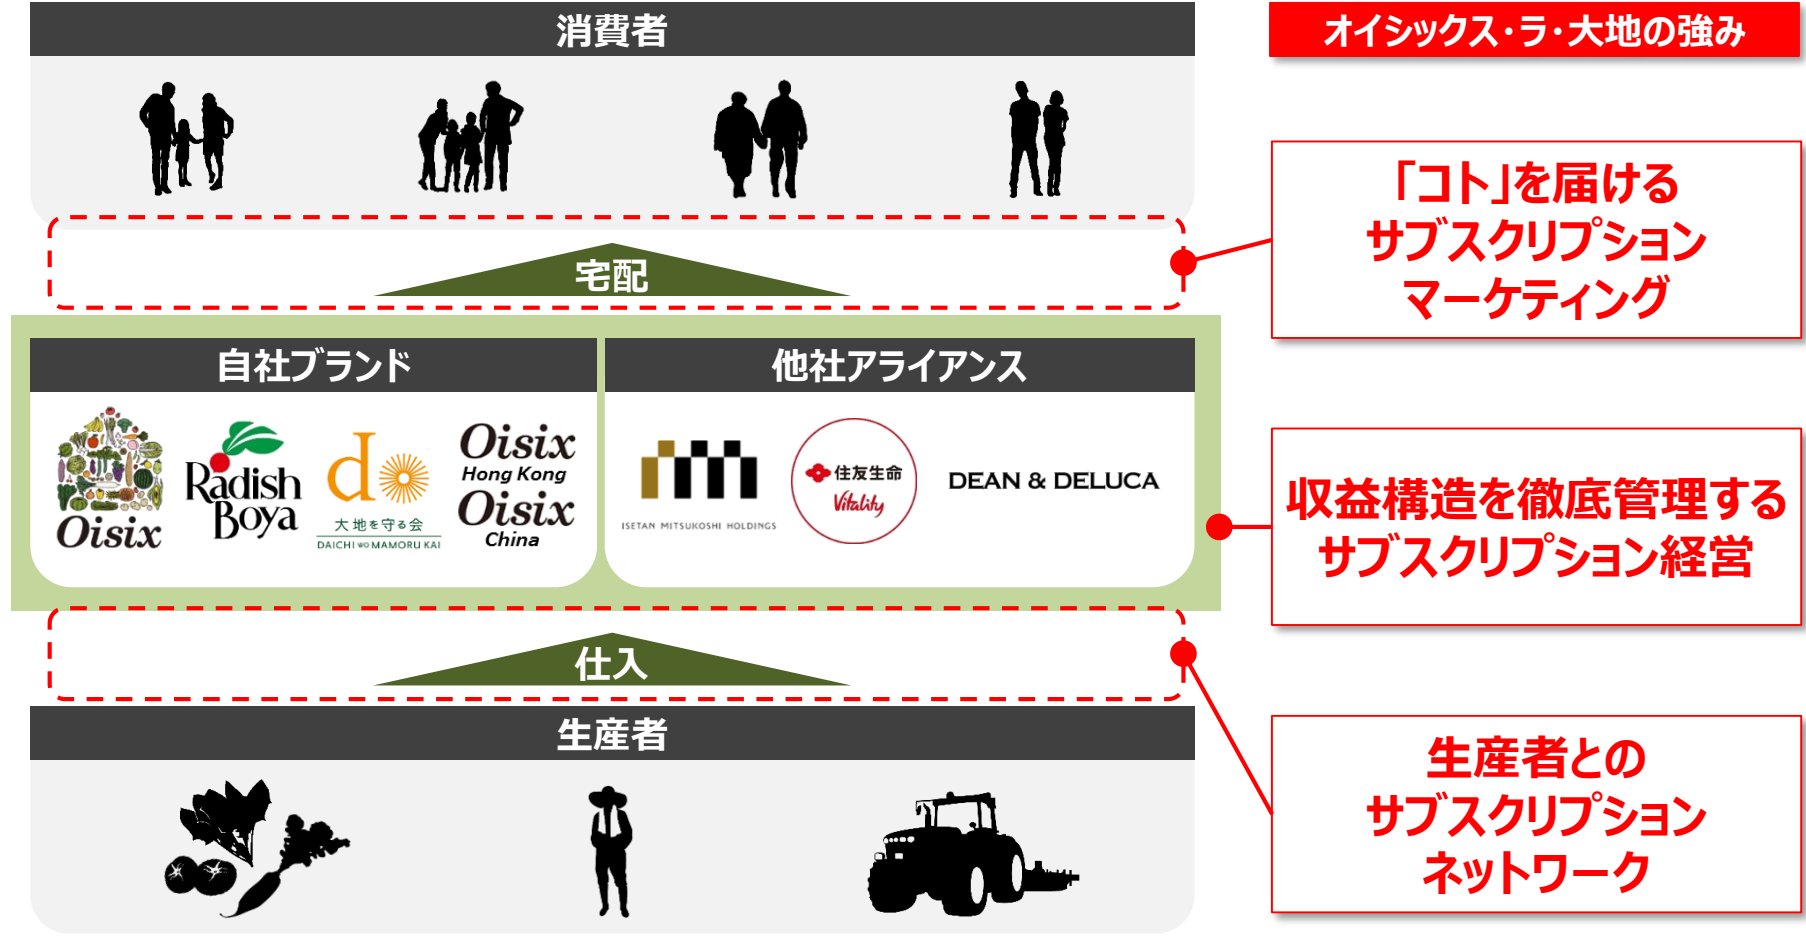 消費者
宅配
自社ブランド
他社アライアンス
Oisix
Radish
Boya
do
大地を守る会
DAICHI WO MAMORU KAI
Oisix
Hong Kong
Oisix
China
ISETAN MITSUKOSHI HOLDINGS
住友生命
Vitality
DEAN & DELUCA
仕入
生産者
オイシックス・ラ・大地の強み
「コト」を届ける
サブスクリプション
マーケティング
収益構造を徹底管理する
サブスクリプション経営
生産者との
サブスクリプション
ネットワーク